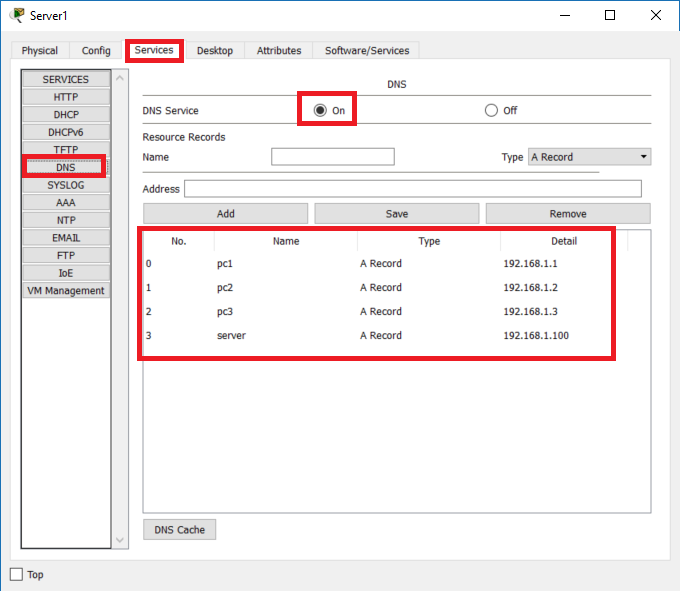 Server1
Physical Config Services Desktop Attributes Software/Services
SERVICES
HTTP
DHCP
DHCPv6
TFTP
DNS
SYSLOG
AAA
NTP
EMAIL
FTP
IoE
VM Management
DNS
DNS Service On Off
Resource Records
Name Type A Record
Address
Add Save Remove
No. Name Type Detail
0 pc1 A Record 192.168.1.1
1 pc2 A Record 192.168.1.2
2 pc3 A Record 192.168.1.3
3 server A Record 192.168.1.100
DNS Cache
Top